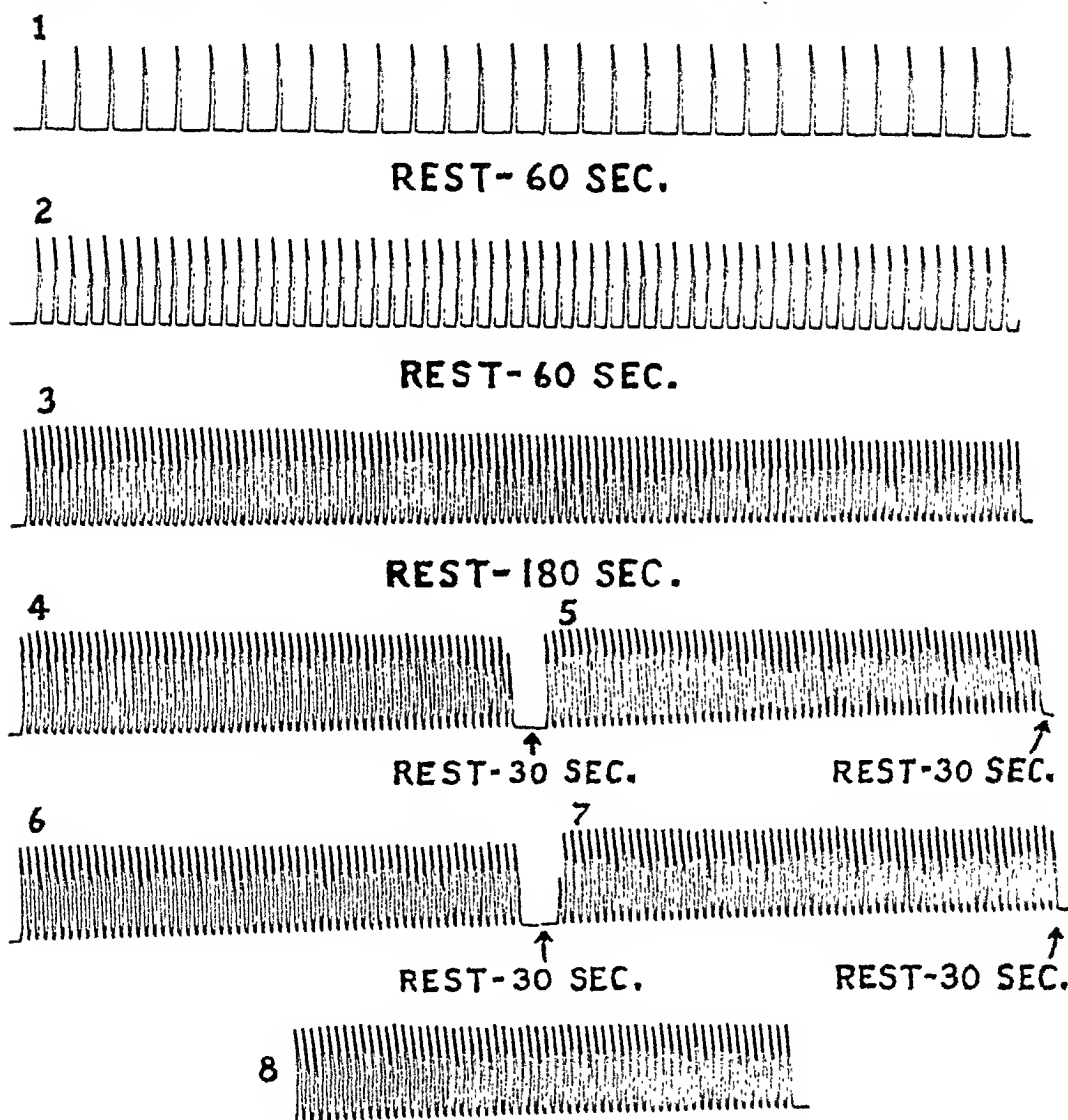 1
REST-60 SEC.
2
REST-60 SEC.
3
REST-180 SEC.
4 5
REST-30 SEC. REST-30 SEC.
6 7
REST-30 SEC. REST-30 SEC.
8